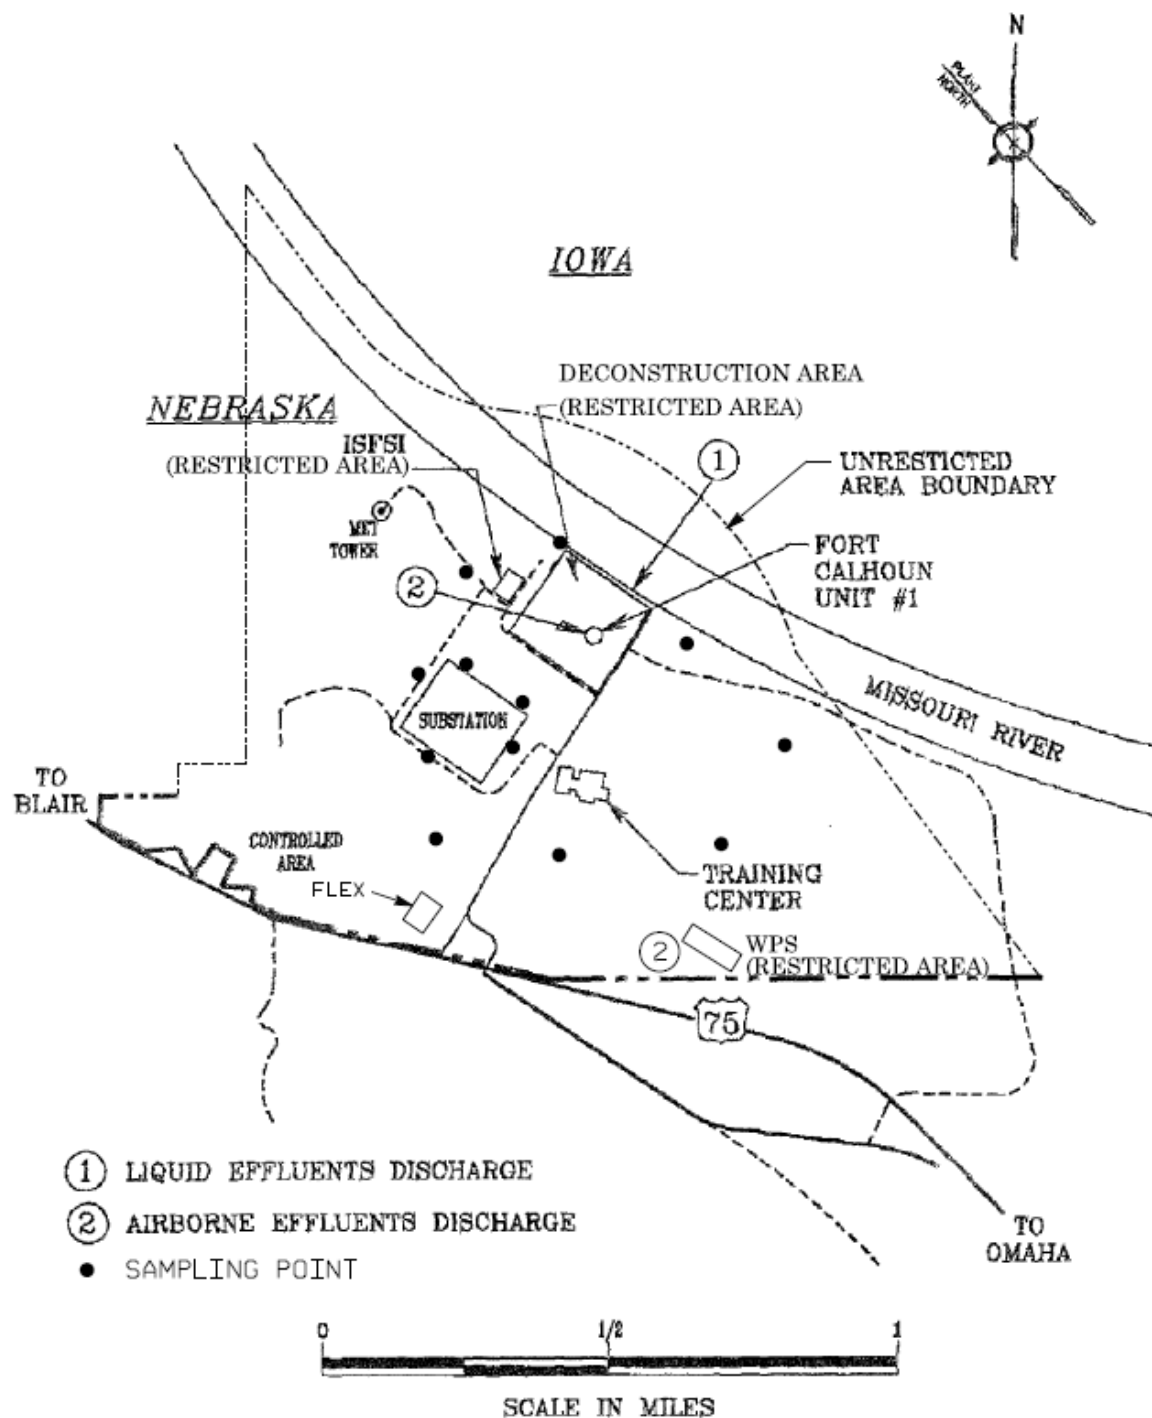 N
PLANT
NORTH
IOWA
DECONSTRUCTION AREA
(RESTRICTED AREA)
NEBRASKA
ISFSI
(RESTRICTED AREA)
1
UNRESTICTED
AREA BOUNDARY
MET
TOWER
2
FORT
CALHOUN
UNIT #1
MISSOURI RIVER
SUBSTATION
TO
BLAIR
CONTROLLED
AREA
FLEX
TRAINING
CENTER
2
WPS
(RESTRICTED AREA)
75
1 LIQUID EFFLUENTS DISCHARGE
2 AIRBORNE EFFLUENTS DISCHARGE
SAMPLING POINT
TO
OMAHA
0 1/2 1
SCALE IN MILES